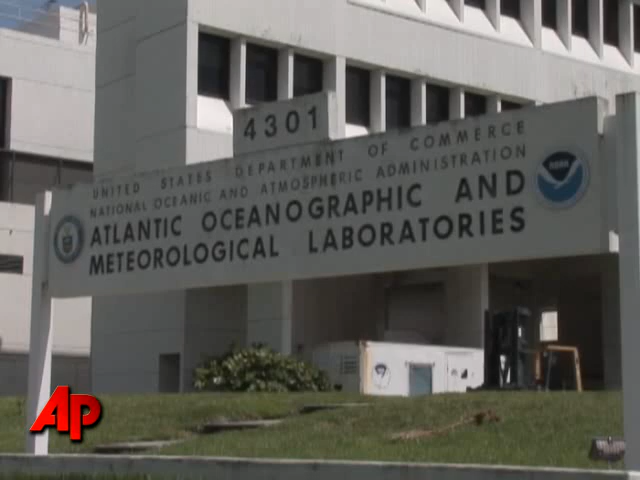 4301
UNITED STATES DEPARTMENT OF COMMERCE
NATIONAL OCEANIC AND ATMOSPHERIC ADMINISTRATION
ATLANTIC OCEANOGRAPHIC AND
METEOROLOGICAL LABORATORIES
NOAA
AP